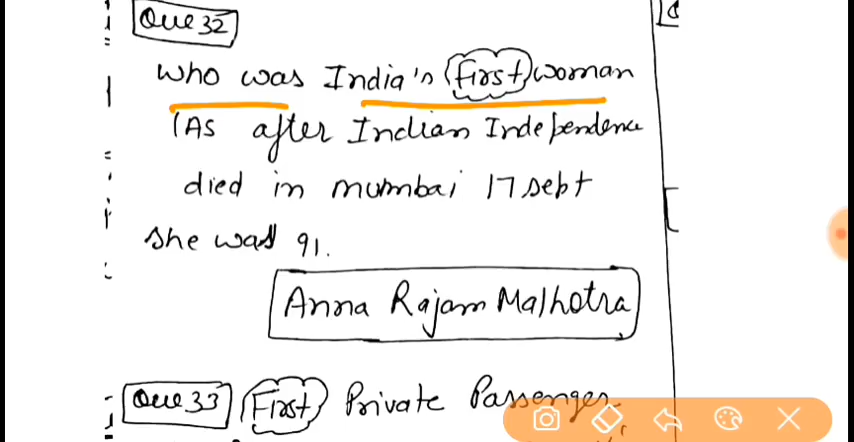 Que 32
Who was India's First woman
IAS after Indian Independence
died in mumbai 17 sept
she was 91.
Anna Rajam Malhotra
Que 33 First Private Passenger